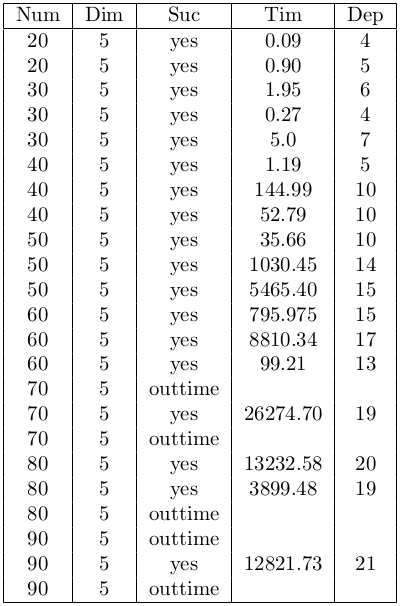 Num Dim Suc Tim Dep
20 5 yes 0.09 4
20 5 yes 0.90 5
30 5 yes 1.95 6
30 5 yes 0.27 4
30 5 yes 5.0 7
40 5 yes 1.19 5
40 5 yes 144.99 10
40 5 yes 52.79 10
50 5 yes 35.66 10
50 5 yes 1030.45 14
50 5 yes 5465.40 15
60 5 yes 795.975 15
60 5 yes 8810.34 17
60 5 yes 99.21 13
70 5 outtime
70 5 yes 26274.70 19
70 5 outtime
80 5 yes 13232.58 20
80 5 yes 3899.48 19
80 5 outtime
90 5 outtime
90 5 yes 12821.73 21
90 5 outtime